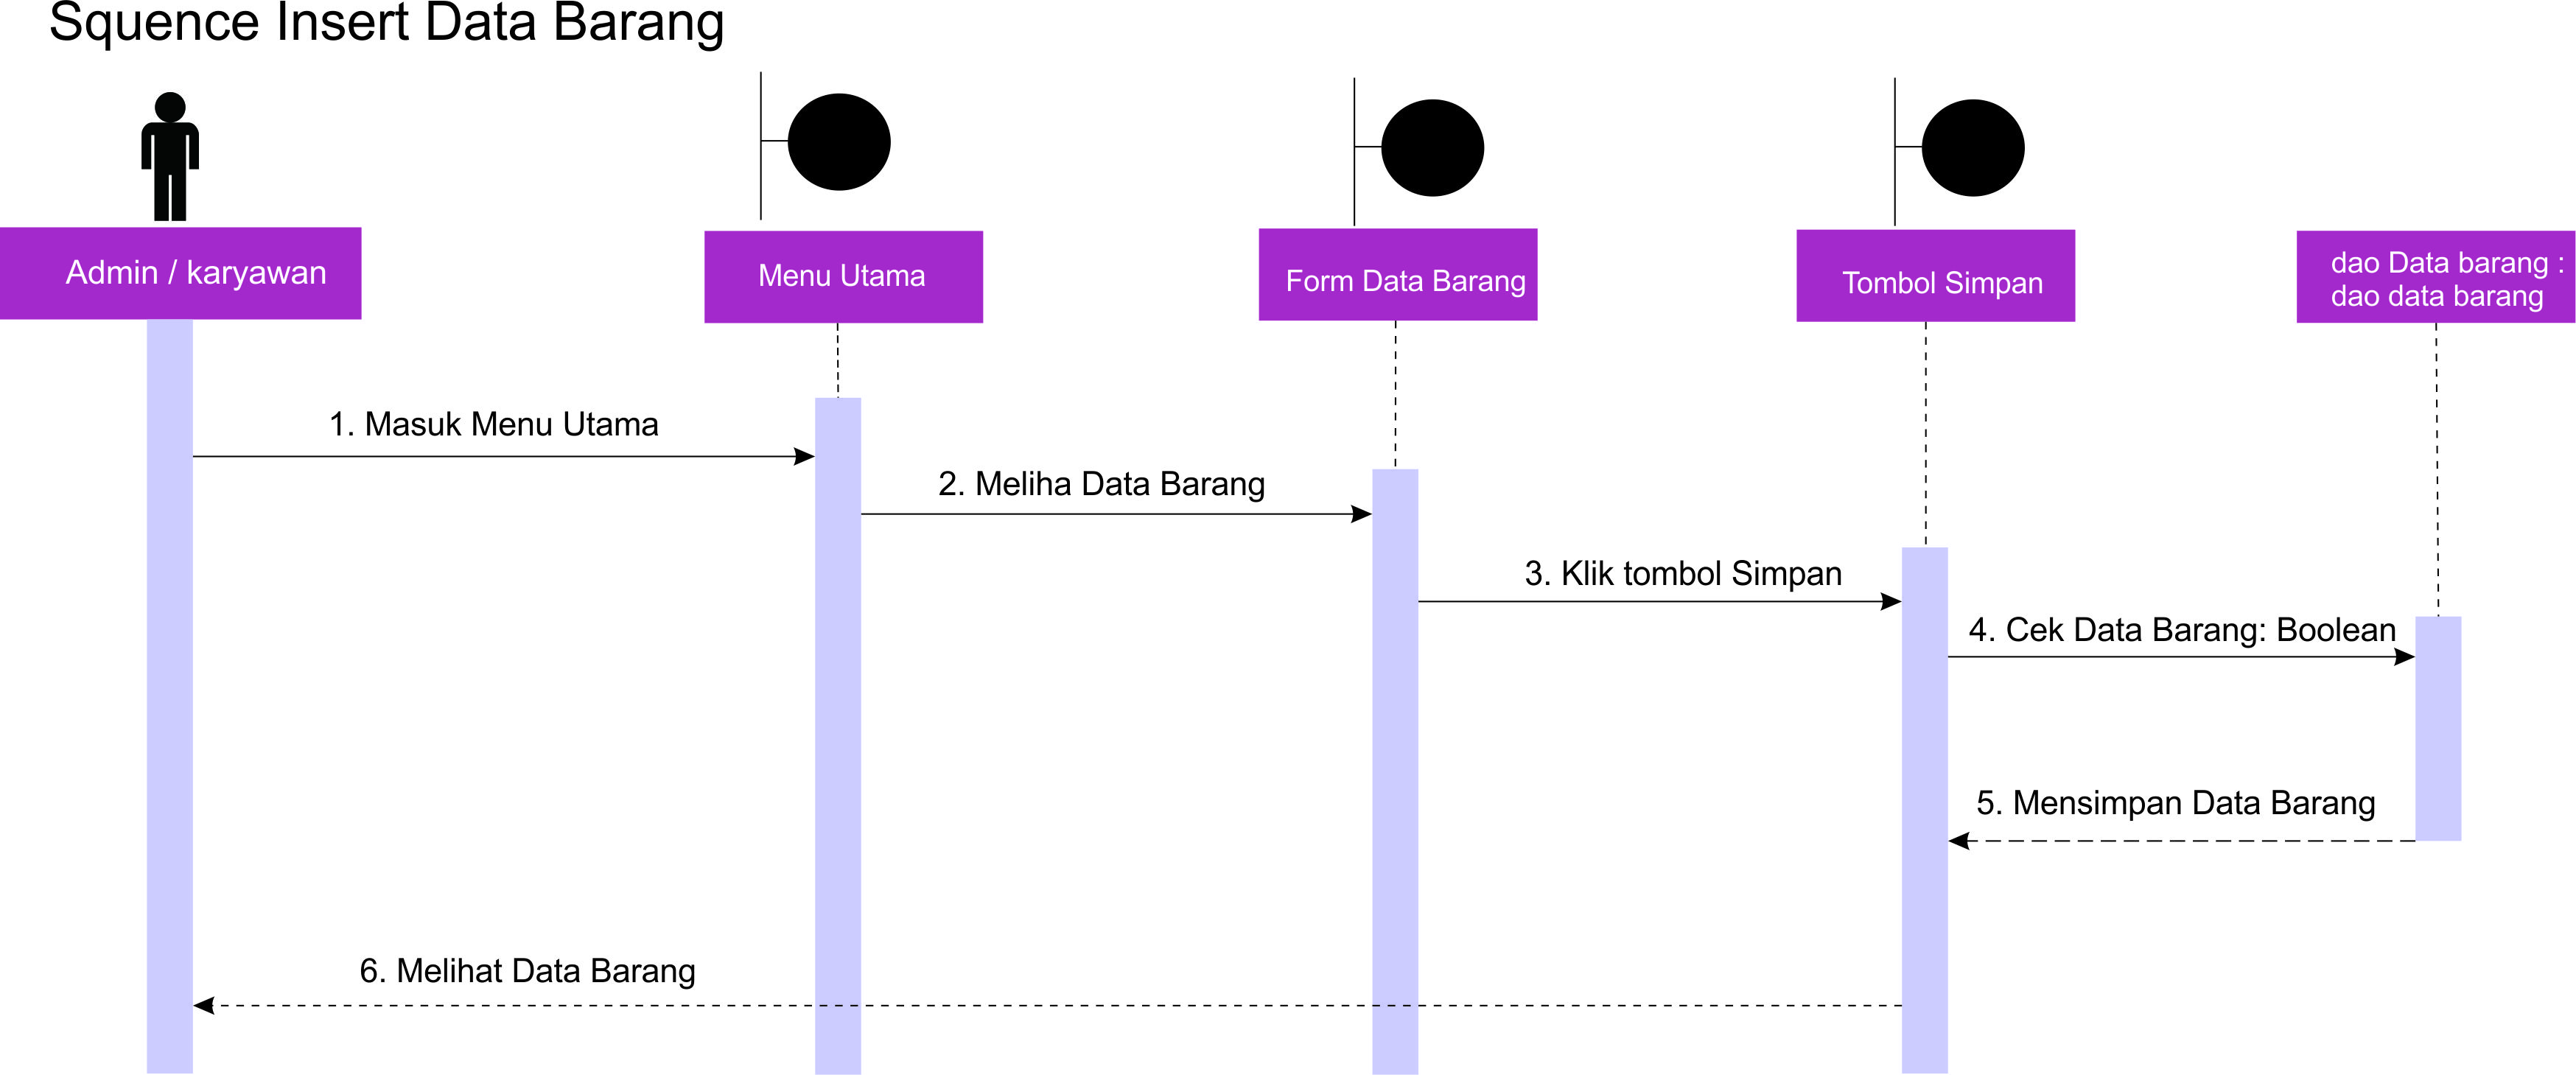 Squence Insert Data Barang
Admin / karyawan
Menu Utama
Form Data Barang
Tombol Simpan
dao Data barang :
dao data barang
1. Masuk Menu Utama
2. Meliha Data Barang
3. Klik tombol Simpan
4. Cek Data Barang: Boolean
5. Mensimpan Data Barang
6. Melihat Data Barang